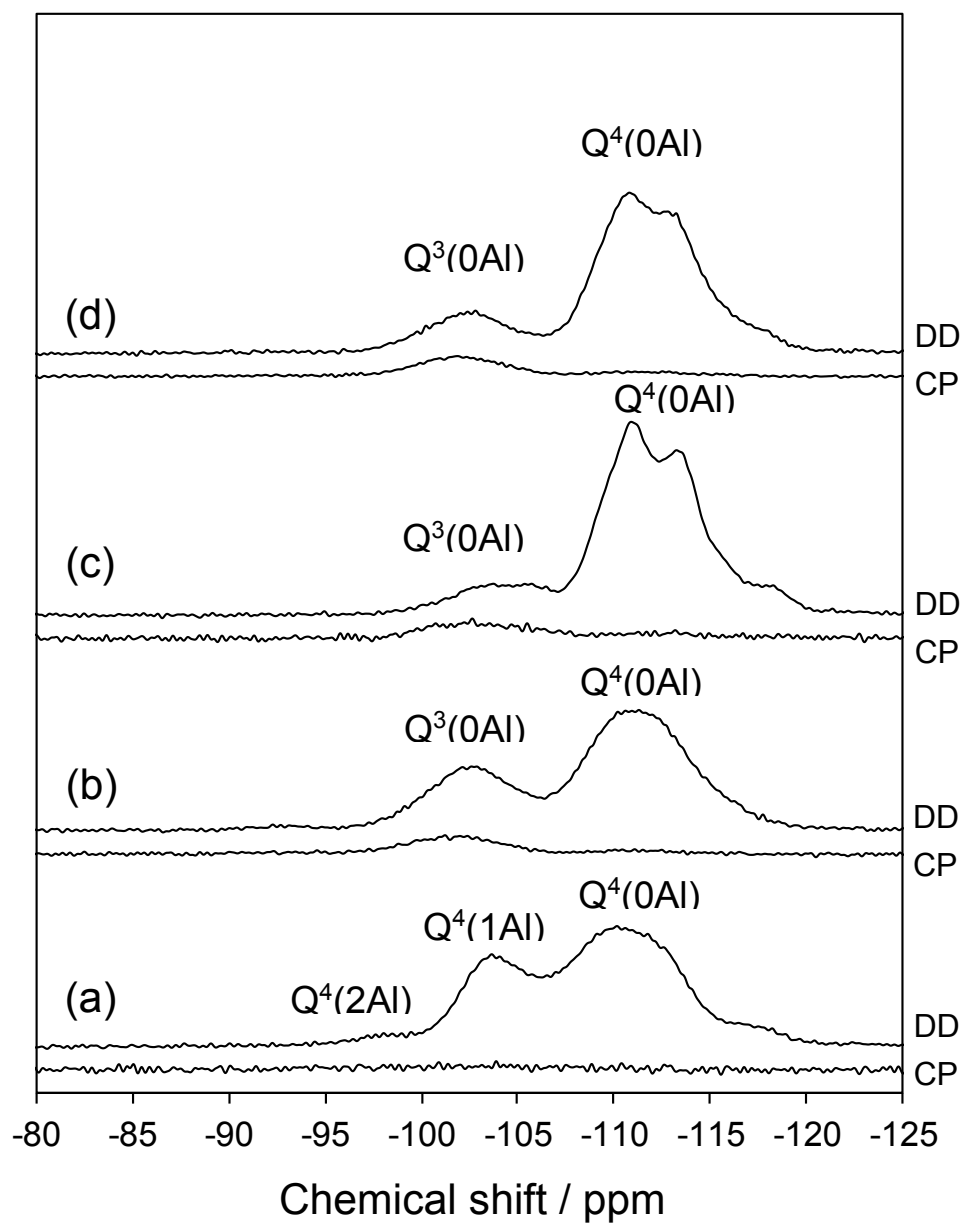 Q⁴(0Al)
Q³(0Al)
(d)
DD
CP
Q⁴(0Al)
Q³(0Al)
(c)
DD
CP
Q⁴(0Al)
Q³(0Al)
(b)
DD
CP
Q⁴(0Al)
Q⁴(1Al)
Q⁴(2Al)
(a)
DD
CP
-80 -85 -90 -95 -100 -105 -110 -115 -120 -125
Chemical shift / ppm